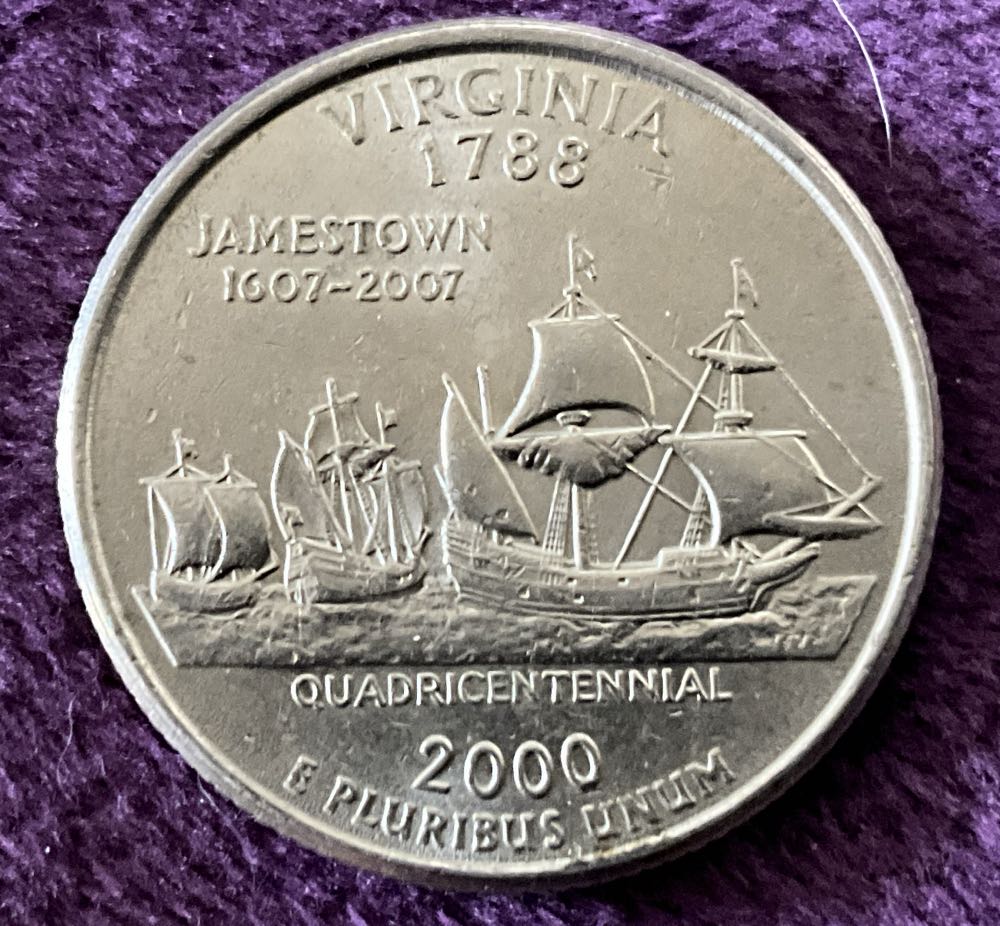 VIRGINIA
1788
JAMESTOWN
1607-2007
QUADRICENTENNIAL
2000
E PLURIBUS UNUM